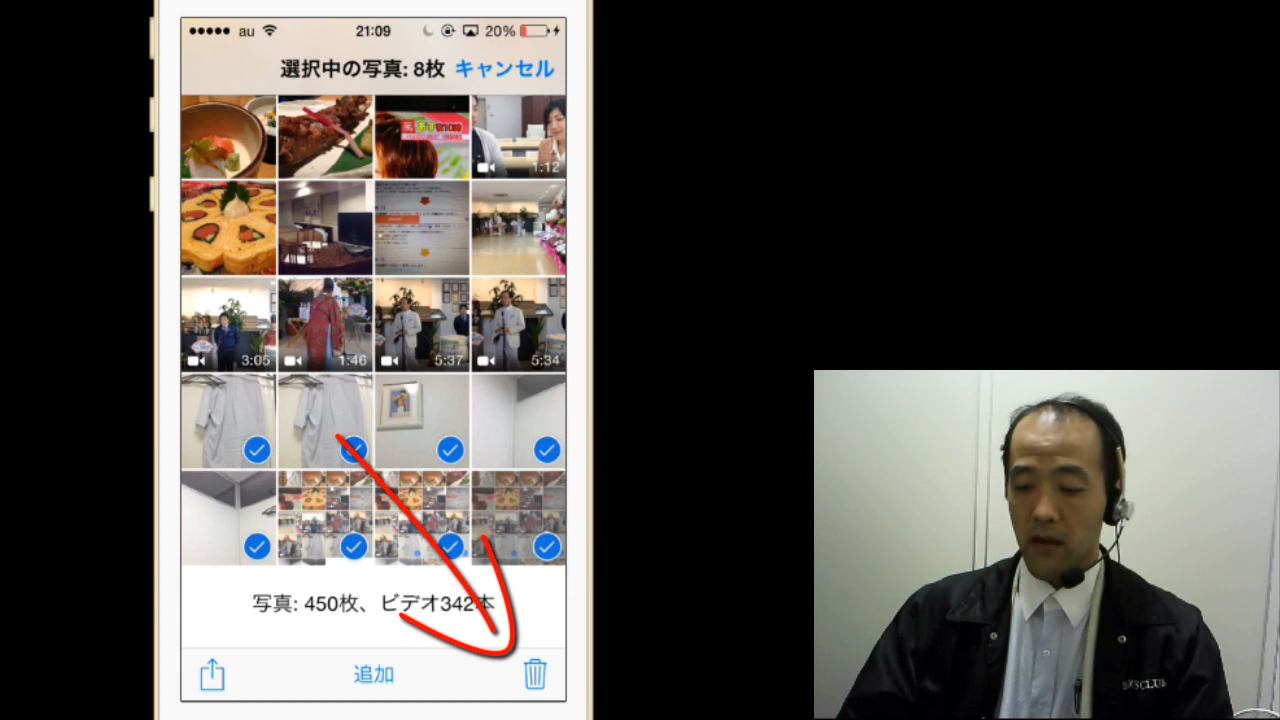 au 21:09 20%
選択中の写真: 8枚 キャンセル
1:12
3:05 1:46 5:37 5:34
写真: 450枚、ビデオ342本
追加